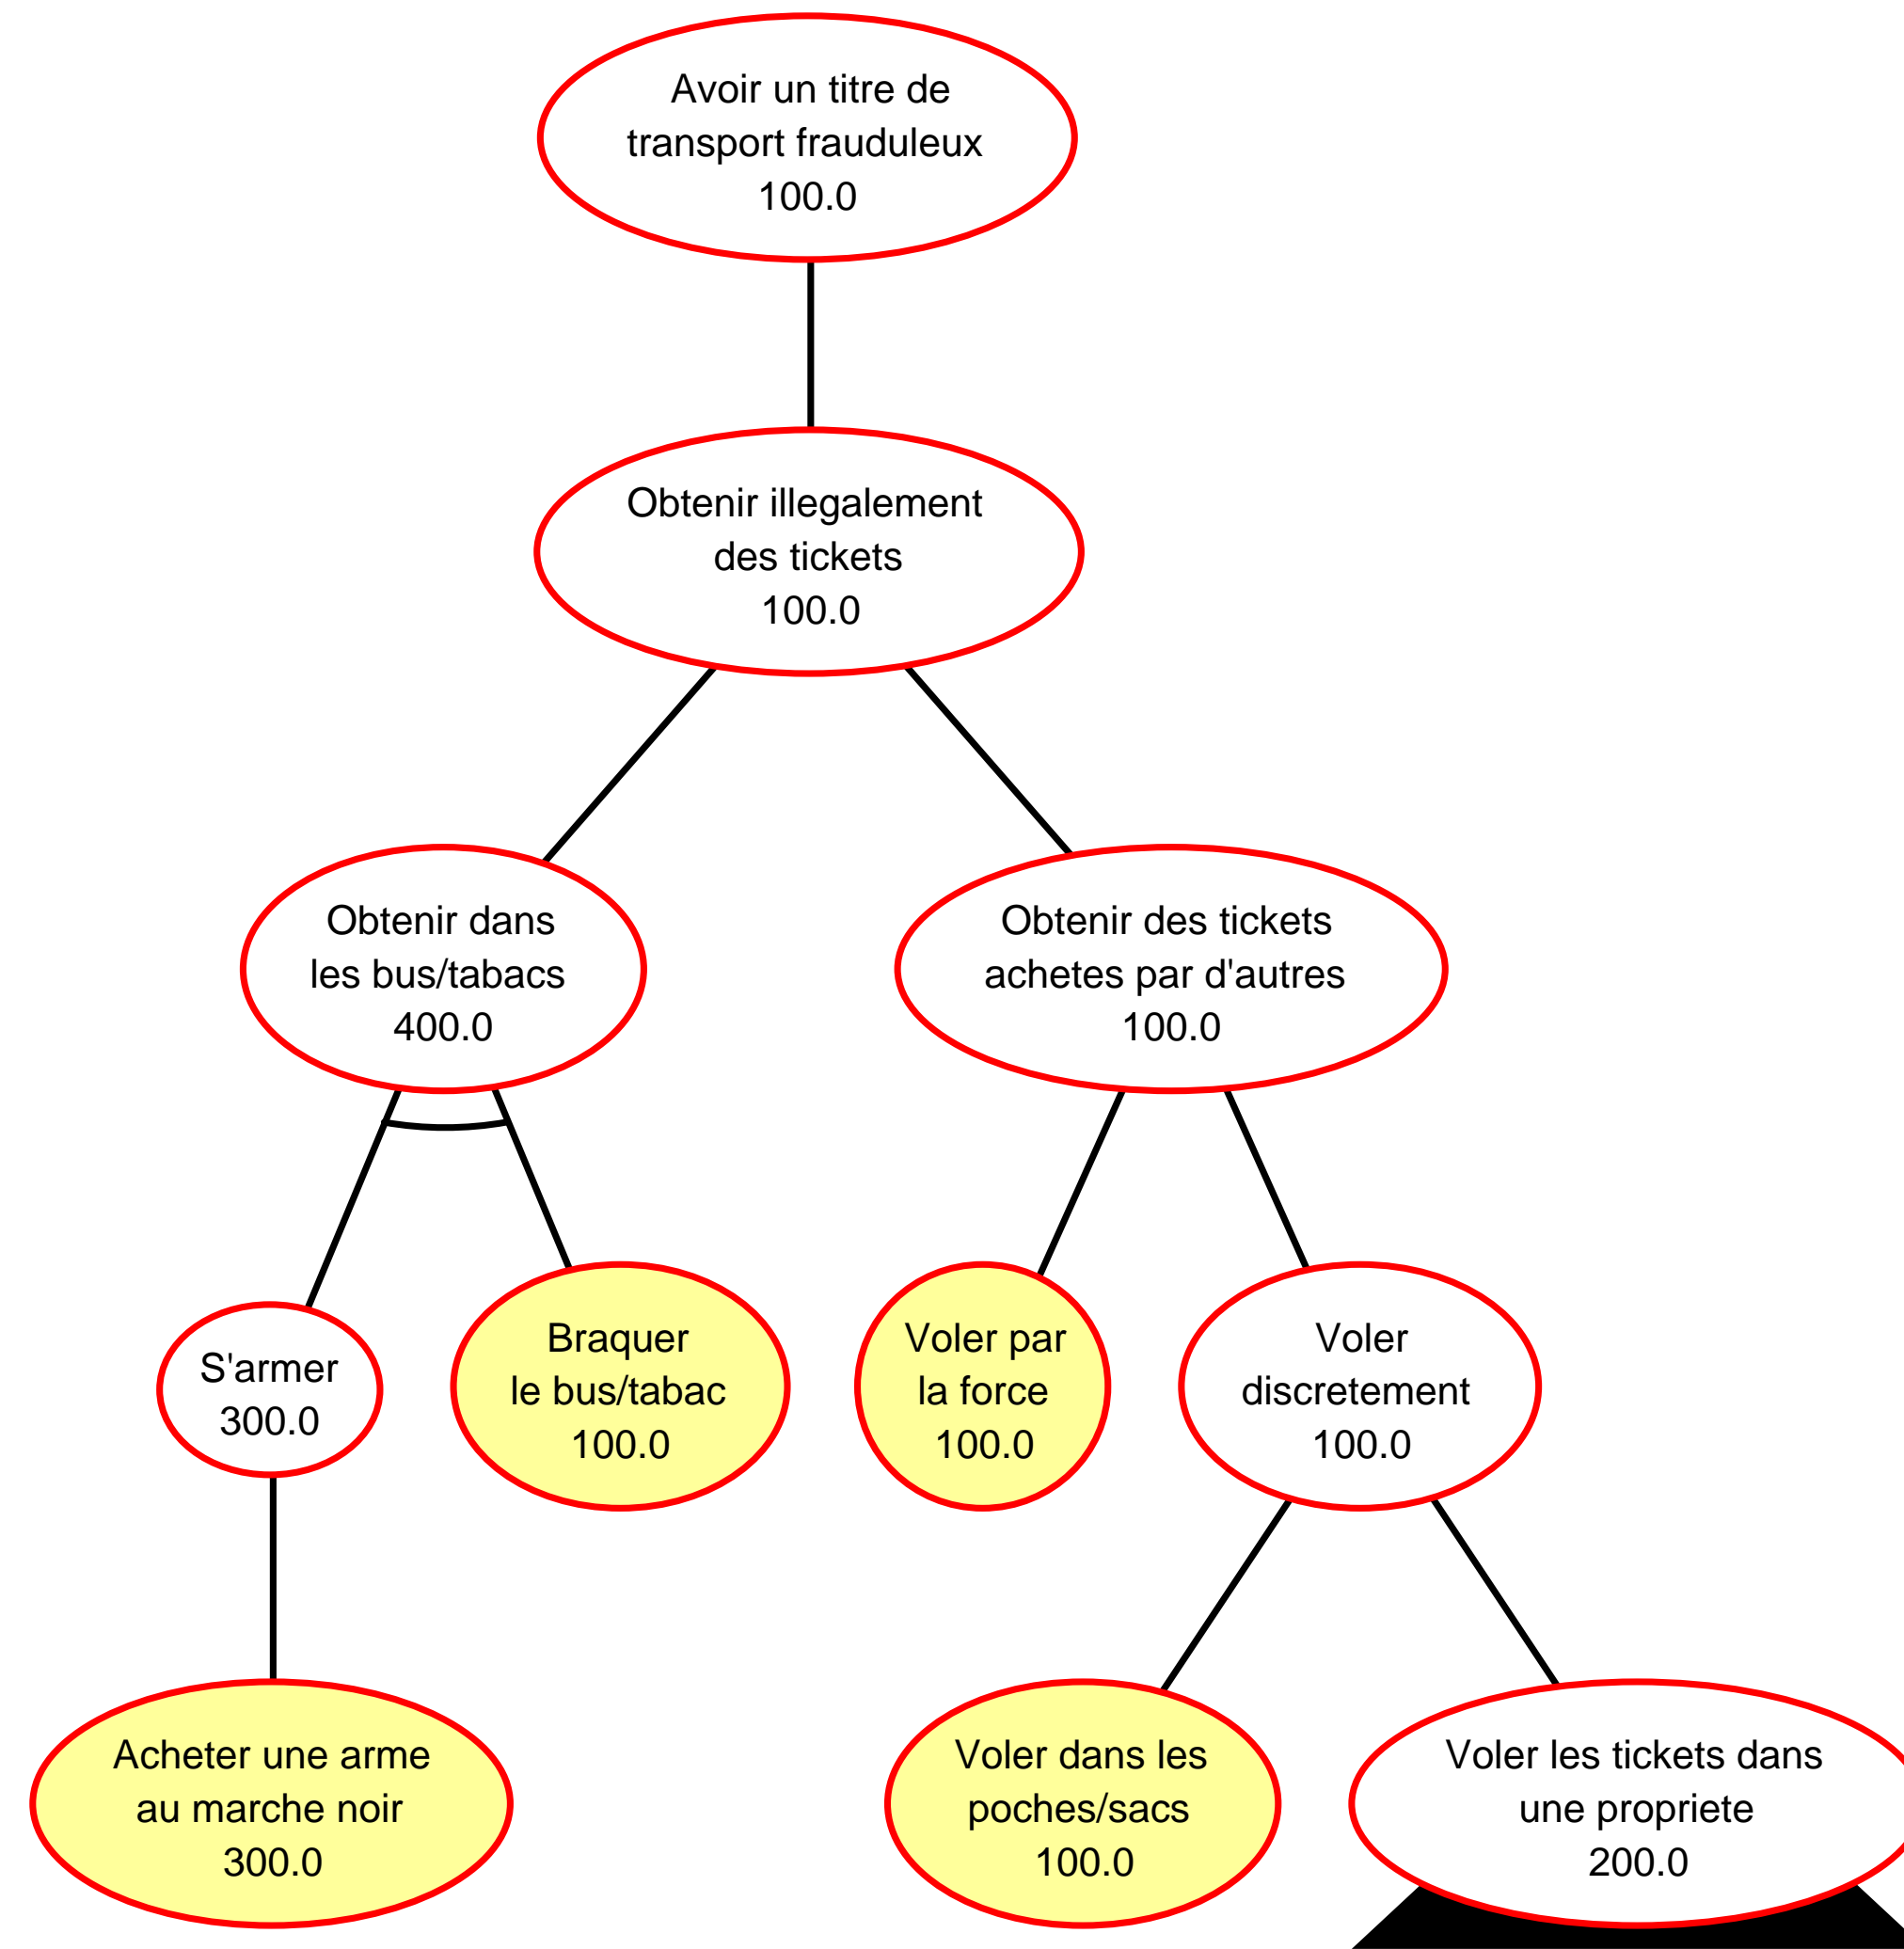 Avoir un titre de
transport frauduleux
100.0
Obtenir illegalement
des tickets
100.0
Obtenir dans
les bus/tabacs
400.0
Obtenir des tickets
achetes par d'autres
100.0
S'armer
300.0
Braquer
le bus/tabac
100.0
Voler par
la force
100.0
Voler
discretement
100.0
Acheter une arme
au marche noir
300.0
Voler dans les
poches/sacs
100.0
Voler les tickets dans
une propriete
200.0